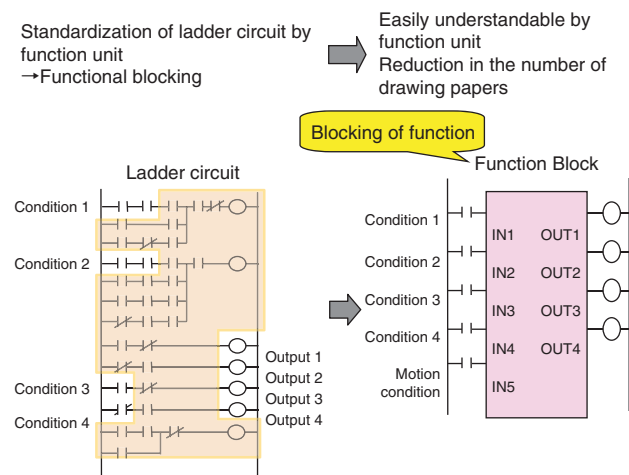 Standardization of ladder circuit by
function unit
→Functional blocking
Easily understandable by
function unit
Reduction in the number of
drawing papers
Blocking of function
Ladder circuit
Condition 1
Condition 2
Condition 3
Condition 4
Output 1
Output 2
Output 3
Output 4
Function Block
Condition 1
Condition 2
Condition 3
Condition 4
Motion
condition
IN1 OUT1
IN2 OUT2
IN3 OUT3
IN4 OUT4
IN5